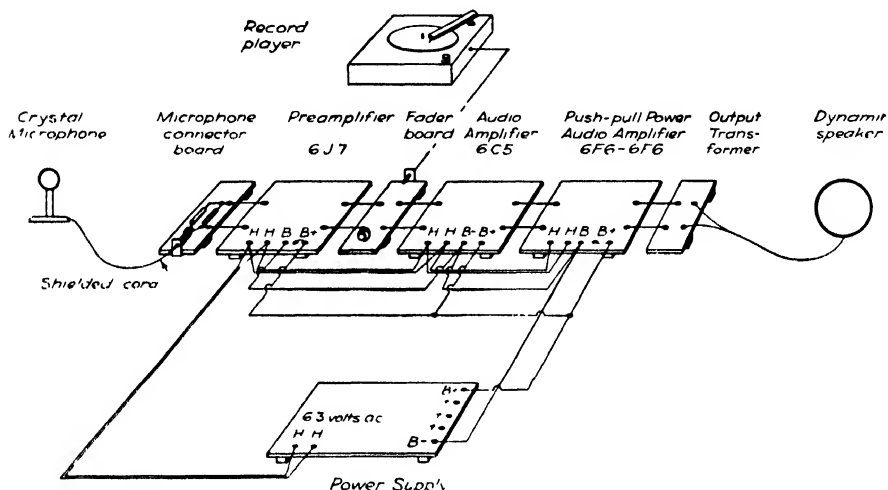 Record
player
Crystal
Microphone
Microphone
connector
board
Preamplifier
6J7
Fader
board
Audio
Amplifier
6C5
Push-pull Power
Audio Amplifier
6F6-6F6
Output
Trans-
former
Dynamic
speaker
H H B- B+
H H B- B+
H H B- B+
Shielded cord
6.3 volts ac
H H
B+
+
+
+
B-
Power Supply